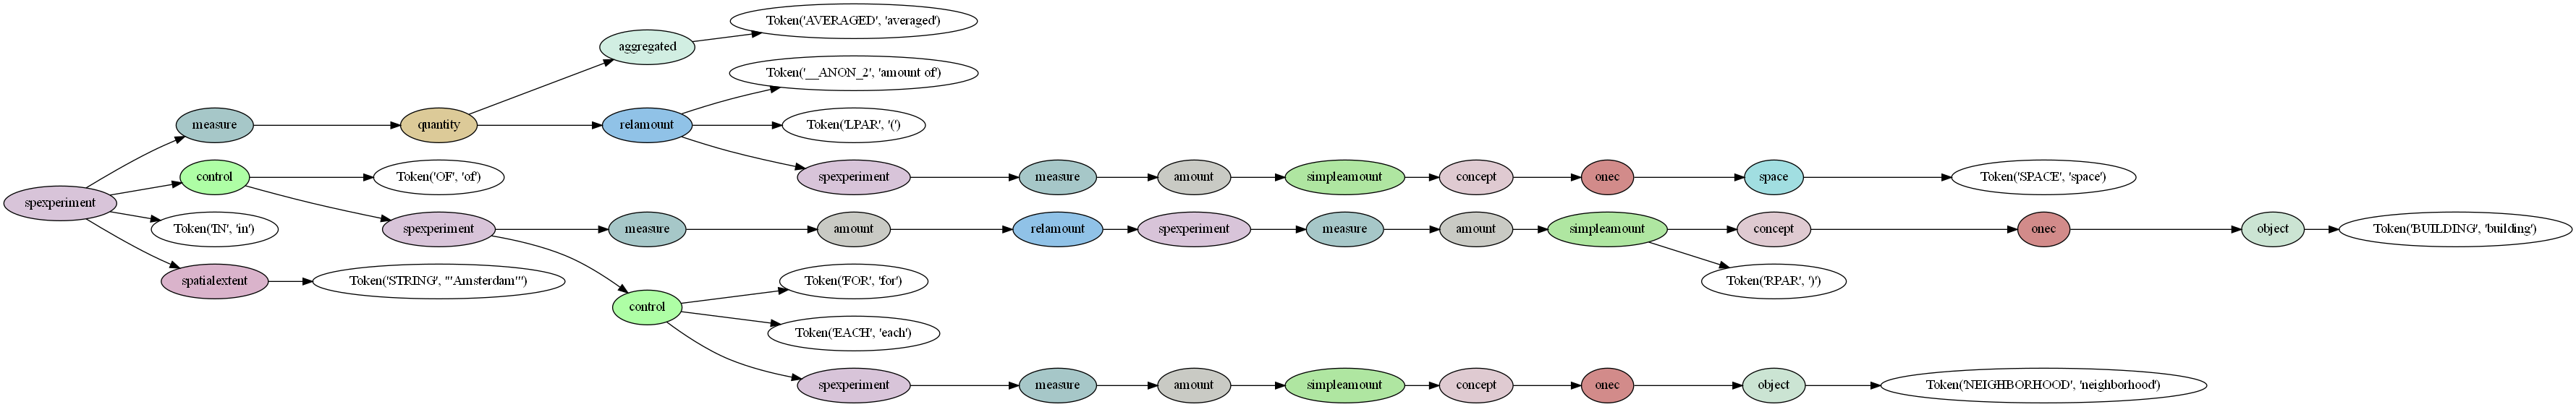 Token('AVERAGED', 'averaged')
aggregated
Token('__ANON_2', 'amount of')
measure quantity relamount Token('LPAR', '(')
control Token('OF', 'of') spexperiment measure amount simpleamount concept onec space Token('SPACE', 'space')
spexperiment
Token('IN', 'in') spexperiment measure amount relamount spexperiment measure amount simpleamount concept onec object Token('BUILDING', 'building')
spatialextent Token('STRING', "'Amsterdam'") Token('FOR', 'for') Token('RPAR', ')')
control
Token('EACH', 'each')
spexperiment measure amount simpleamount concept onec object Token('NEIGHBORHOOD', 'neighborhood')